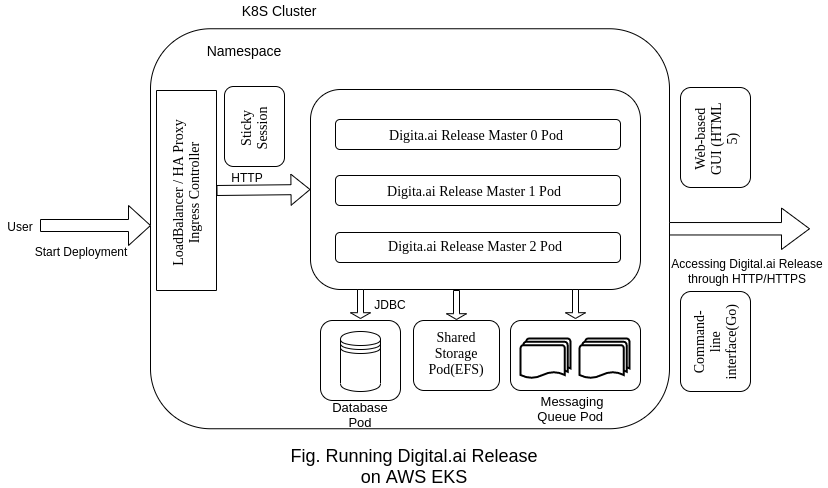 K8S Cluster
Namespace
LoadBalancer / HA Proxy
Ingress Controller
Sticky
Session
HTTP
Digita.ai Release Master 0 Pod
Digita.ai Release Master 1 Pod
Digita.ai Release Master 2 Pod
User
Start Deployment
JDBC
Database
Pod
Shared
Storage
Pod(EFS)
Messaging
Queue Pod
Web-based
GUI (HTML
5)
Accessing Digital.ai Release
through HTTP/HTTPS
Command-
line
interface(Go)
Fig. Running Digital.ai Release
on AWS EKS